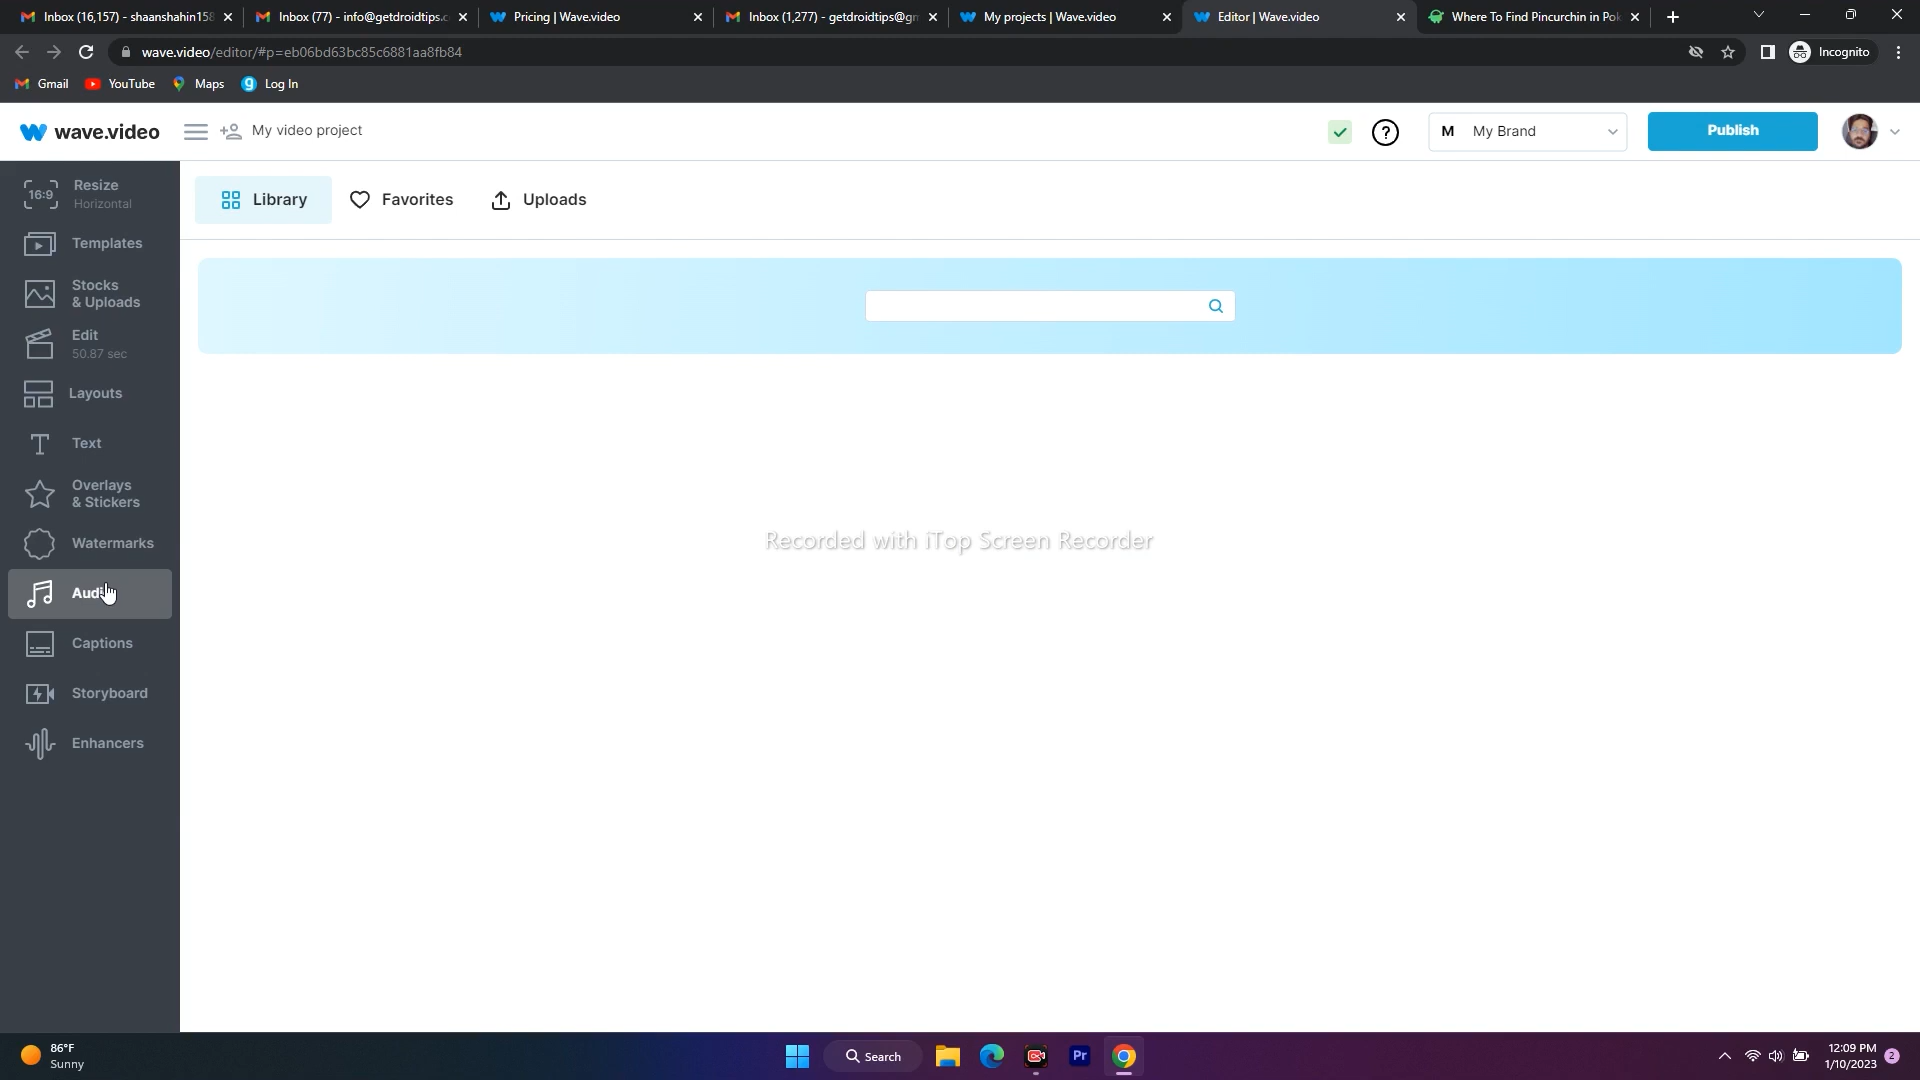 Inbox (16,157) - shaanshahin158
Inbox (77) - info@getdroidtips.c
Pricing | Wave.video
Inbox (1,277) - getdroidtips@gm
My projects | Wave.video
Editor | Wave.video
Where To Find Pincurchin in Pok
wave.video/editor/#p=eb06bd63bc85c6881aa8fb84
Incognito
Gmail
YouTube
Maps
Log In
wave.video
My video project
?
M My Brand
Publish
16:9
Resize
Horizontal
Library
Favorites
Uploads
Templates
Stocks
& Uploads
Edit
50.87 sec
Layouts
Text
Overlays
& Stickers
Watermarks
Audio
Captions
Storyboard
Enhancers
Recorded with iTop Screen Recorder
86°F
Sunny
Search
Pr
12:09 PM
1/10/2023
2